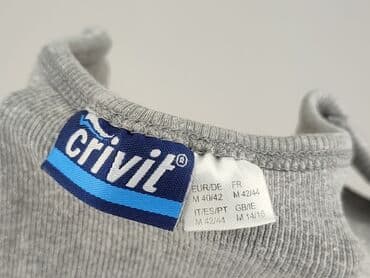 crivit®
EUR/DE FR
M 40/42 M 42/44
IT/ES/PT GB/IE
M 42/44 M 14/16